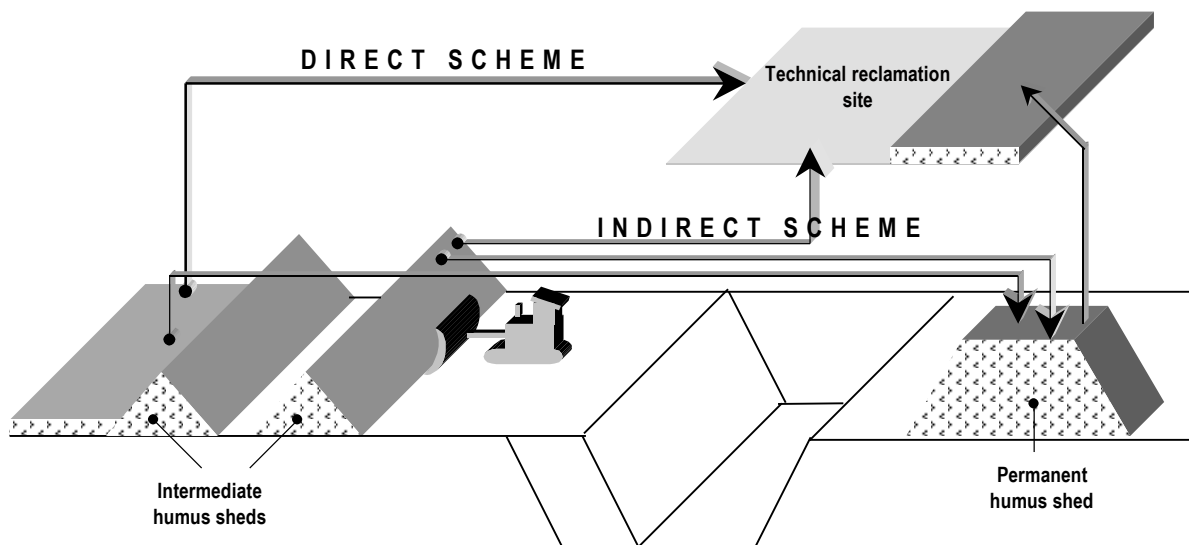 DIRECT SCHEME
Technical reclamation
site
INDIRECT SCHEME
Intermediate
humus sheds
Permanent
humus shed